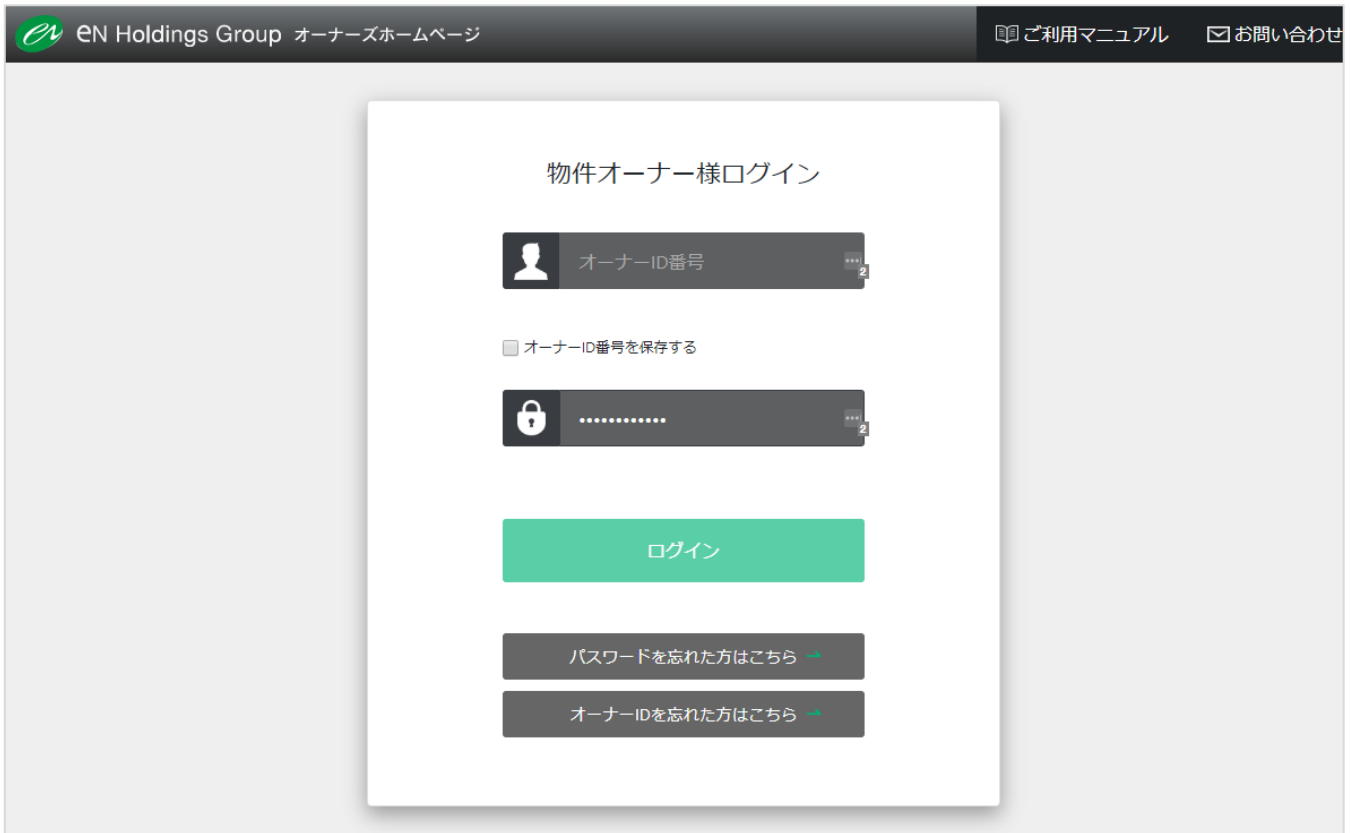 en eN Holdings Group オーナーズホームページ ご利用マニュアル お問い合わせ
物件オーナー様ログイン
オーナーID番号 2
オーナーID番号を保存する
•••••••••••• 2
ログイン
パスワードを忘れた方はこちら
オーナーIDを忘れた方はこちら